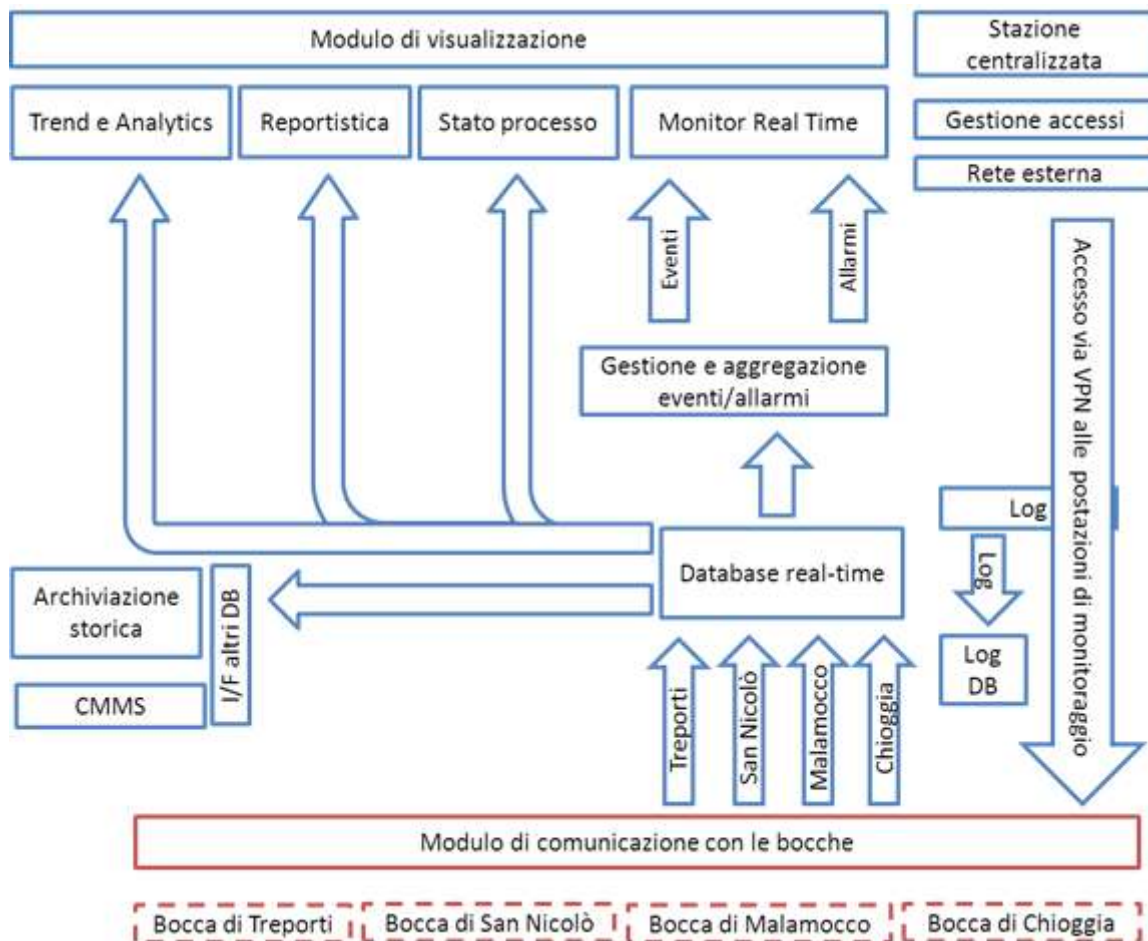 Modulo di visualizzazione
Stazione
centralizzata
Trend e Analytics
Reportistica
Stato processo
Monitor Real Time
Gestione accessi
Rete esterna
Eventi
Allarmi
Accesso via VPN alle postazioni di monitoraggio
Gestione e aggregazione
eventi/allarmi
Log
Database real-time
Log
Archiviazione
storica
I/F altri DB
CMMS
Log
DB
Treporti
San Nicolò
Malamocco
Chioggia
Modulo di comunicazione con le bocche
Bocca di Treporti
Bocca di San Nicolò
Bocca di Malamocco
Bocca di Chioggia